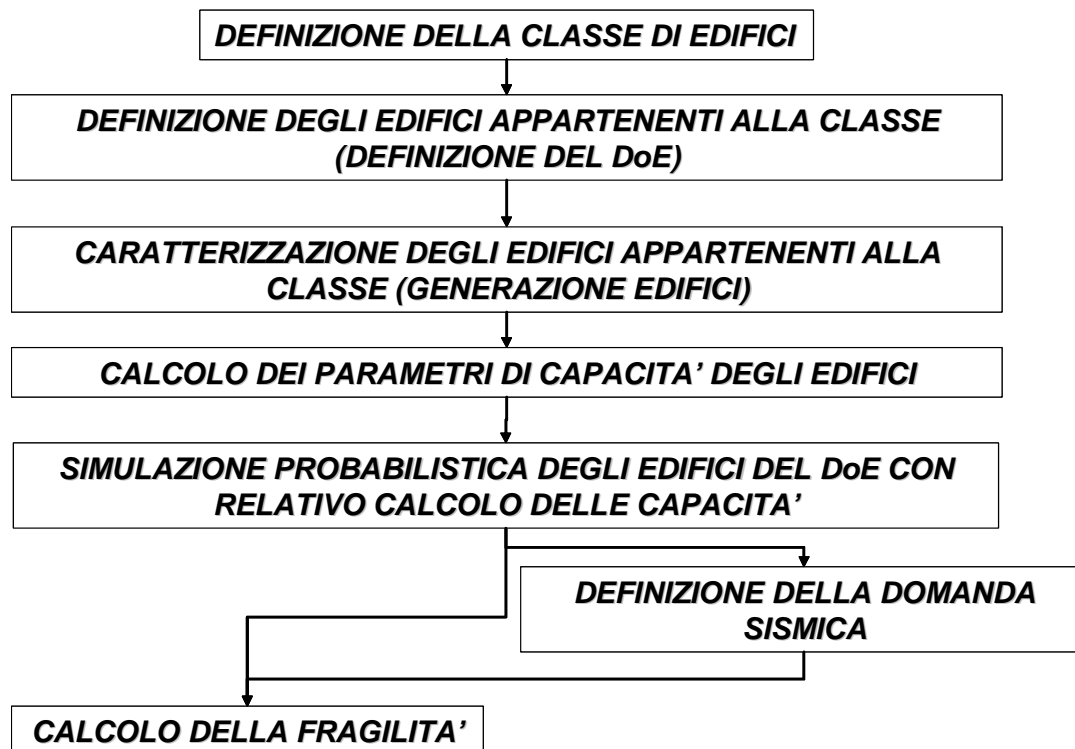 DEFINIZIONE DELLA CLASSE DI EDIFICI
DEFINIZIONE DEGLI EDIFICI APPARTENENTI ALLA CLASSE
(DEFINIZIONE DEL DoE)
CARATTERIZZAZIONE DEGLI EDIFICI APPARTENENTI ALLA
CLASSE (GENERAZIONE EDIFICI)
CALCOLO DEI PARAMETRI DI CAPACITA' DEGLI EDIFICI
SIMULAZIONE PROBABILISTICA DEGLI EDIFICI DEL DoE CON
RELATIVO CALCOLO DELLE CAPACITA'
DEFINIZIONE DELLA DOMANDA
SISMICA
CALCOLO DELLA FRAGILITA'